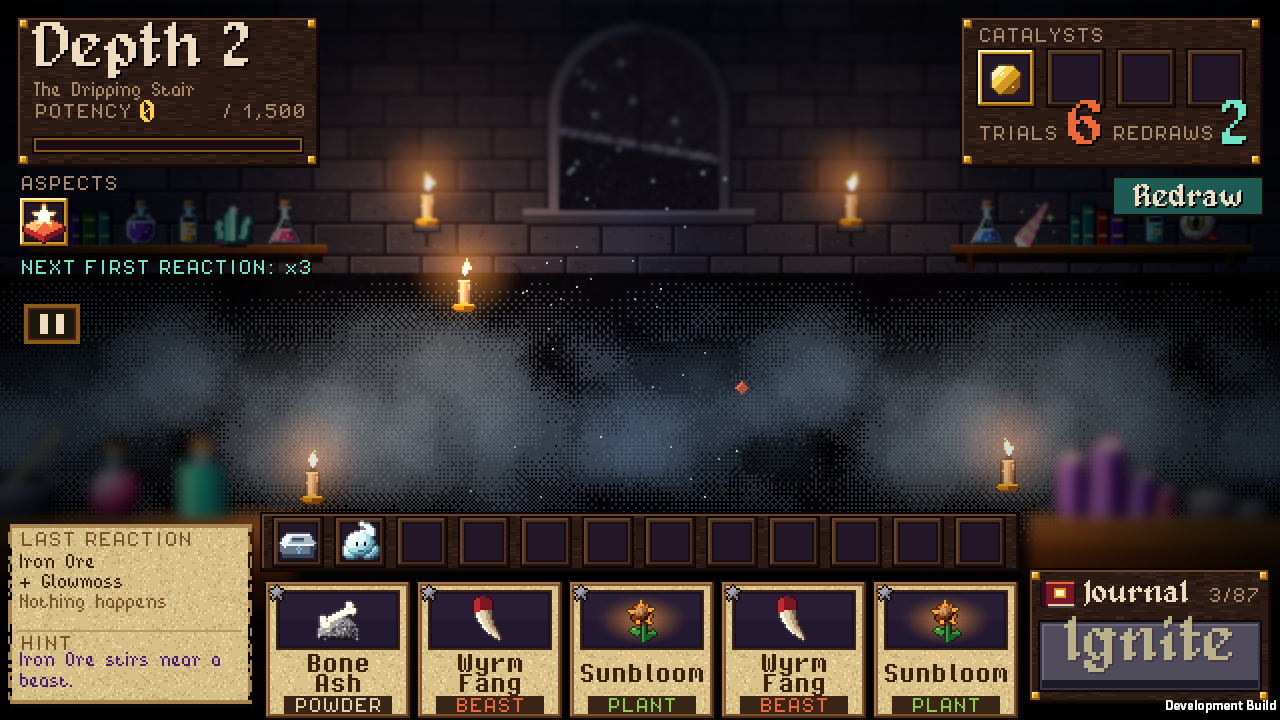 Depth 2
The Dripping Stair
POTENCY 0 / 1,500
ASPECTS
NEXT FIRST REACTION: x3
CATALYSTS
TRIALS 6 REDRAWS 2
Redraw
LAST REACTION
Iron Ore
+ Glowmoss
Nothing happens
HINT
Iron Ore stirs near a
beast.
Bone
Ash
POWDER
Wyrm
Fang
BEAST
Sunbloom
PLANT
Wyrm
Fang
BEAST
Sunbloom
PLANT
Journal 3/87
Ignite
Development Build